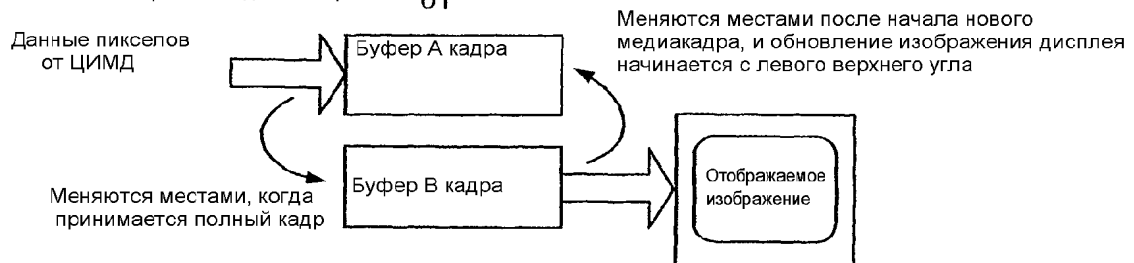 Меняются местами после начала нового
медиакадра, и обновление изображения дисплея
начинается с левого верхнего угла
Данные пикселов
от ЦИМД
Буфер А кадра
Буфер В кадра
Меняются местами, когда
принимается полный кадр
Отображаемое
изображение